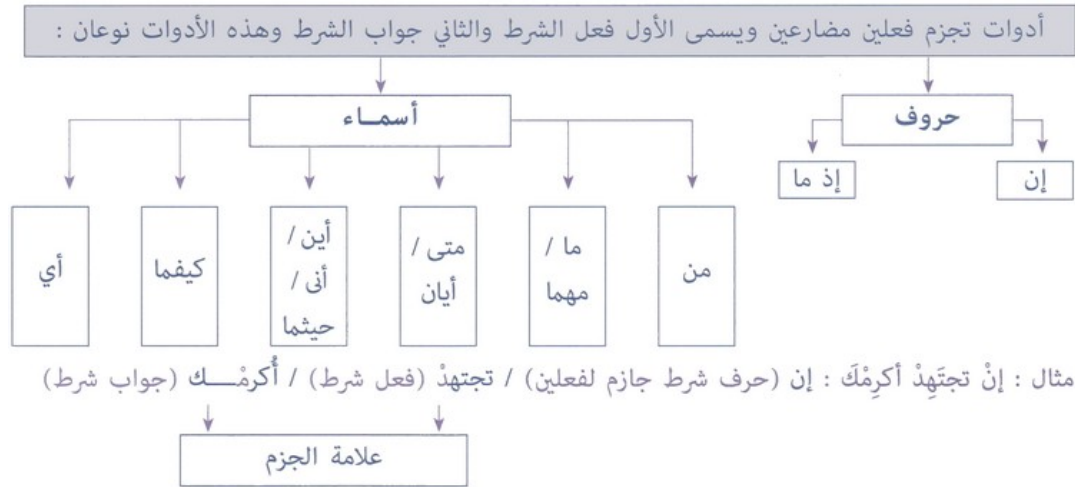 أدوات تجزم فعلين مضارعين ويسمى الأول فعل الشرط والثاني جواب الشرط وهذه الأدوات نوعان :
حروف
أسمــاء
إن
إذ ما
من
ما /
مهما
متى /
أيان
أين /
أنى /
حيثما
كيفما
أي
مثال : إنْ تجتَهِدْ أكرِمْكَ : إن (حرف شرط جازم لفعلين) / تجتهدْ (فعل شرط) / أُكرمْــــك (جواب شرط)
علامة الجزم